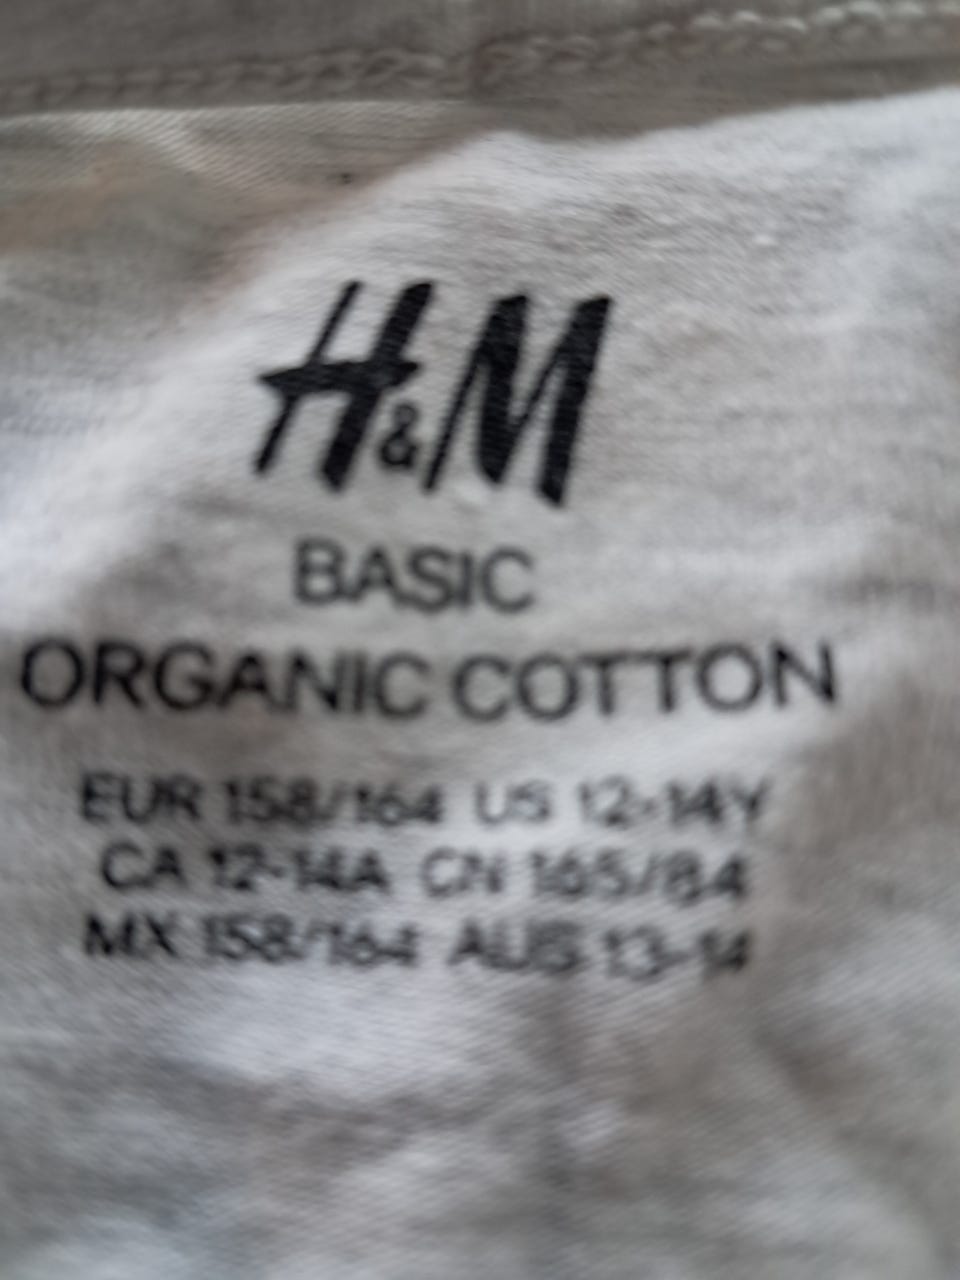 H&M
BASIC
ORGANIC COTTON
EUR 158/164 US 12-14Y
CA 12-14A CN 165/84
MX 158/164 AUS 13-14